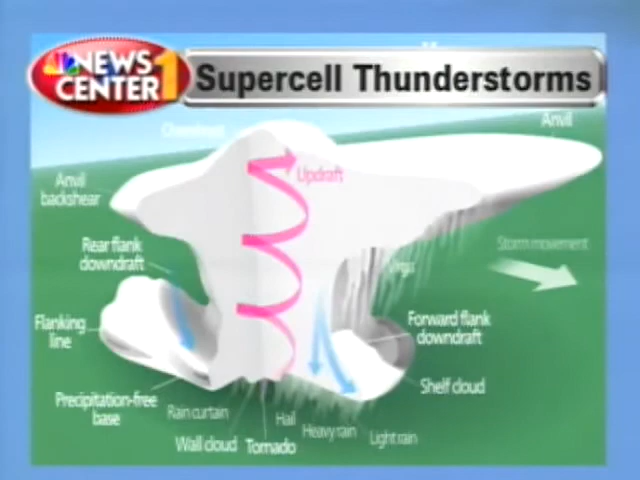 NEWS
CENTER 1
Supercell Thunderstorms
Anvil
Overshoot
Updraft
Anvil
backshear
Rear flank
downdraft
Storm movement
Virga
Flanking
line
Forward flank
downdraft
Shelf cloud
Precipitation-free
base
Rain curtain
Hail
Heavy rain
Light rain
Wall cloud
Tornado